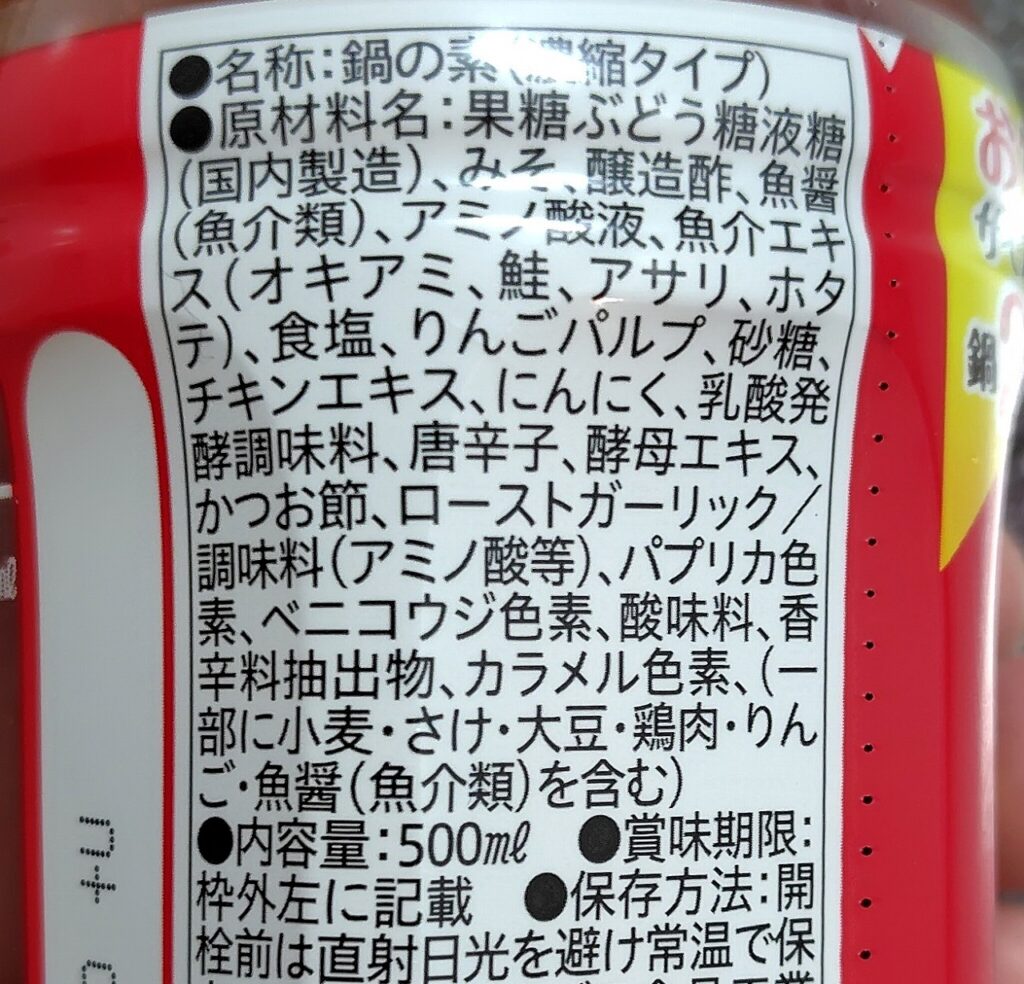 ●名称:鍋の素(濃縮タイプ)
●原材料名:果糖ぶどう糖液糖
(国内製造)、みそ、醸造酢、魚醤
(魚介類)、アミノ酸液、魚介エキ
ス(オキアミ、鮭、アサリ、ホタ
テ)、食塩、りんごパルプ、砂糖、
チキンエキス、にんにく、乳酸発
酵調味料、唐辛子、酵母エキス、
かつお節、ローストガーリック/
調味料(アミノ酸等)、パプリカ色
素、ベニコウジ色素、酸味料、香
辛料抽出物、カラメル色素、(一
部に小麦・さけ・大豆・鶏肉・りん
ご・魚醤(魚介類)を含む)
●内容量:500㎖ ●賞味期限:
枠外左に記載 ●保存方法:開
栓前は直射日光を避け常温で保
お
鍋